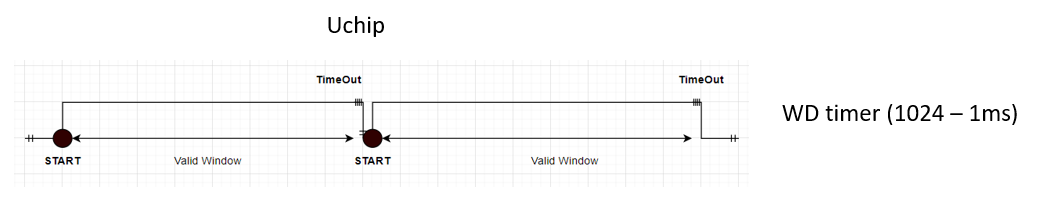 Uchip
TimeOut
TimeOut
WD timer (1024 – 1ms)
START
Valid Window
START
Valid Window